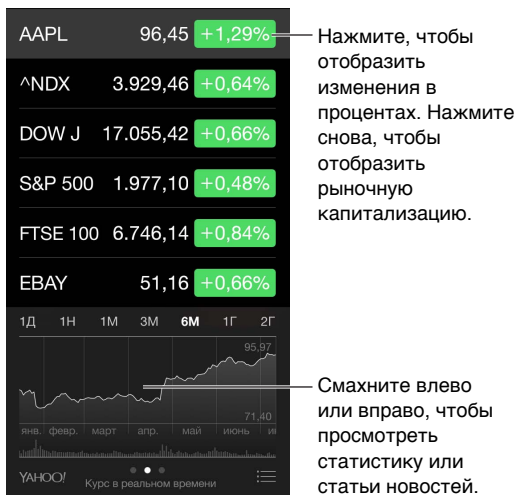 AAPL 96,45 +1,29%
^NDX 3.929,46 +0,64%
DOW J 17.055,42 +0,66%
S&P 500 1.977,10 +0,48%
FTSE 100 6.746,14 +0,84%
EBAY 51,16 +0,66%
1Д 1Н 1М 3М 6М 1Г 2Г
95,97
71,40
янв. февр. март апр. май июнь и
YAHOO! Курс в реальном времени
Нажмите, чтобы
отобразить
изменения в
процентах. Нажмите
снова, чтобы
отобразить
рыночную
капитализацию.
Смахните влево
или вправо, чтобы
просмотреть
статистику или
статьи новостей.